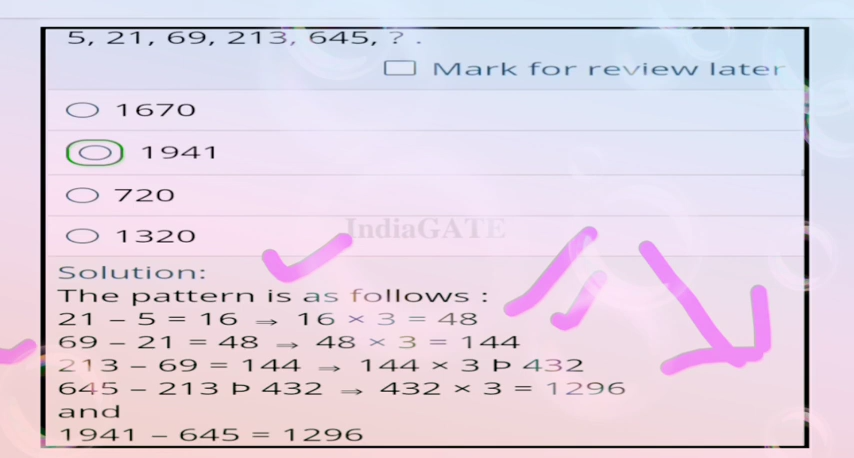 5, 21, 69, 213, 645, ? .
Mark for review later
1670
1941
720
1320
IndiaGATE
Solution:
The pattern is as follows :
21 – 5 = 16 → 16 × 3 = 48
69 – 21 = 48 → 48 × 3 = 144
213 – 69 = 144 → 144 × 3 Þ 432
645 – 213 Þ 432 → 432 × 3 = 1296
and
1941 – 645 = 1296